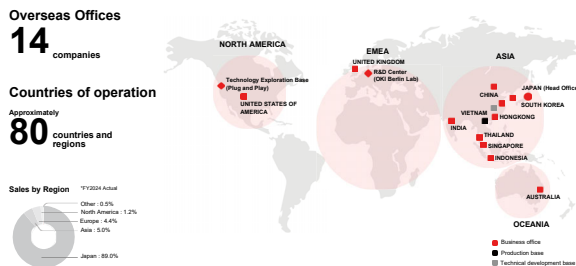 Overseas Offices
14 companies
Countries of operation
Approximately
80 countries and
regions
Sales by Region *FY2024 Actual
Other : 0.5%
North America : 1.2%
Europe : 4.4%
Asia : 5.0%
Japan : 89.0%
NORTH AMERICA
Technology Exploration Base
(Plug and Play)
UNITED STATES OF
AMERICA
EMEA
UNITED KINGDOM
R&D Center
(OKI Berlin Lab)
ASIA
CHINA
JAPAN (Head Offic
SOUTH KOREA
VIETNAM
HONGKONG
INDIA
THAILAND
SINGAPORE
INDONESIA
AUSTRALIA
OCEANIA
Business office
Production base
Technical development base